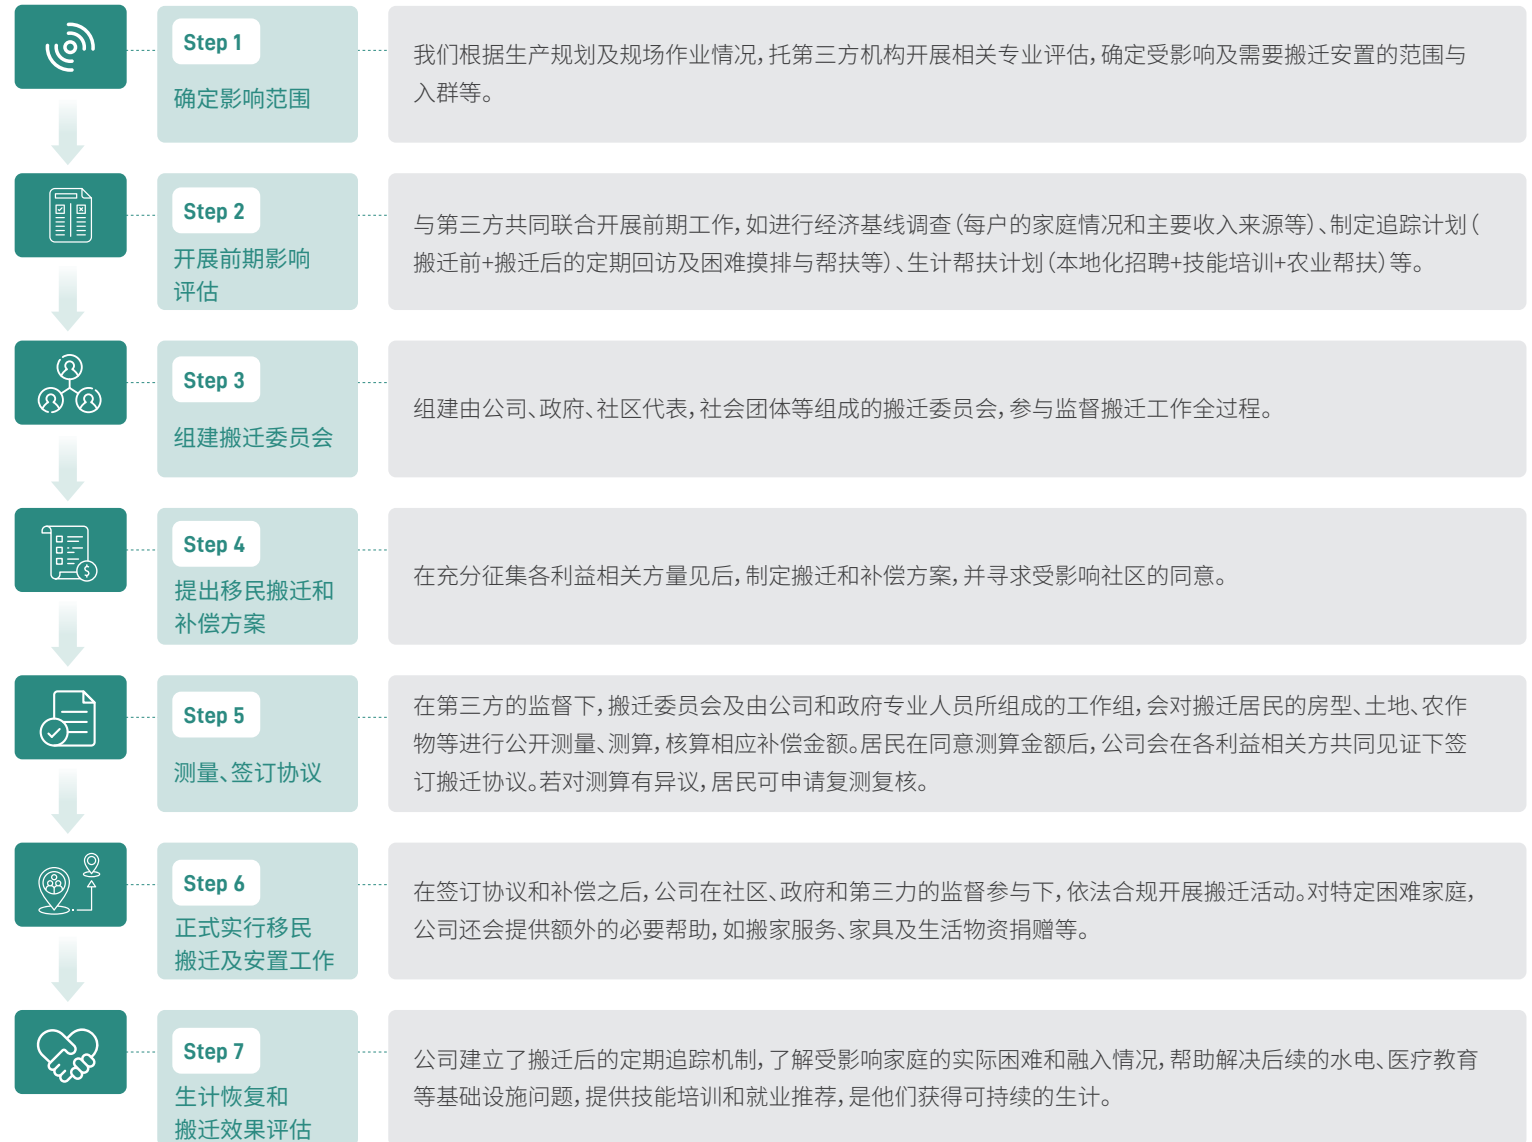 Step 1
确定影响范围
我们根据生产规划及规场作业情况，托第三方机构开展相关专业评估，确定受影响及需要搬迁安置的范围与
入群等。
Step 2
开展前期影响
评估
与第三方共同联合开展前期工作，如进行经济基线调查（每户的家庭情况和主要收入来源等）、制定追踪计划（
搬迁前+搬迁后的定期回访及困难摸排与帮扶等）、生计帮扶计划（本地化招聘+技能培训+农业帮扶）等。
Step 3
组建搬迁委员会
组建由公司、政府、社区代表，社会团体等组成的搬迁委员会，参与监督搬迁工作全过程。
Step 4
提出移民搬迁和
补偿方案
在充分征集各利益相关方量见后，制定搬迁和补偿方案，并寻求受影响社区的同意。
Step 5
测量、签订协议
在第三方的监督下，搬迁委员会及由公司和政府专业人员所组成的工作组，会对搬迁居民的房型、土地、农作
物等进行公开测量、测算，核算相应补偿金额。居民在同意测算金额后，公司会在各利益相关方共同见证下签
订搬迁协议。若对测算有异议，居民可申请复测复核。
Step 6
正式实行移民
搬迁及安置工作
在签订协议和补偿之后，公司在社区、政府和第三力的监督参与下，依法合规开展搬迁活动。对特定困难家庭，
公司还会提供额外的必要帮助，如搬家服务、家具及生活物资捐赠等。
Step 7
生计恢复和
搬迁效果评估
公司建立了搬迁后的定期追踪机制，了解受影响家庭的实际困难和融入情况，帮助解决后续的水电、医疗教育
等基础设施问题，提供技能培训和就业推荐，是他们获得可持续的生计。